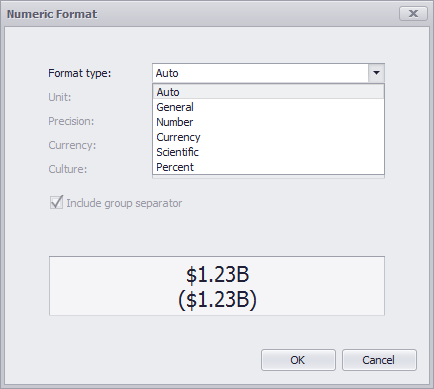 Numeric Format
Format type: Auto
Auto
Unit:
General
Precision:
Number
Currency:
Currency
Scientific
Culture:
Percent
Include group separator
$1.23B
($1.23B)
OK Cancel